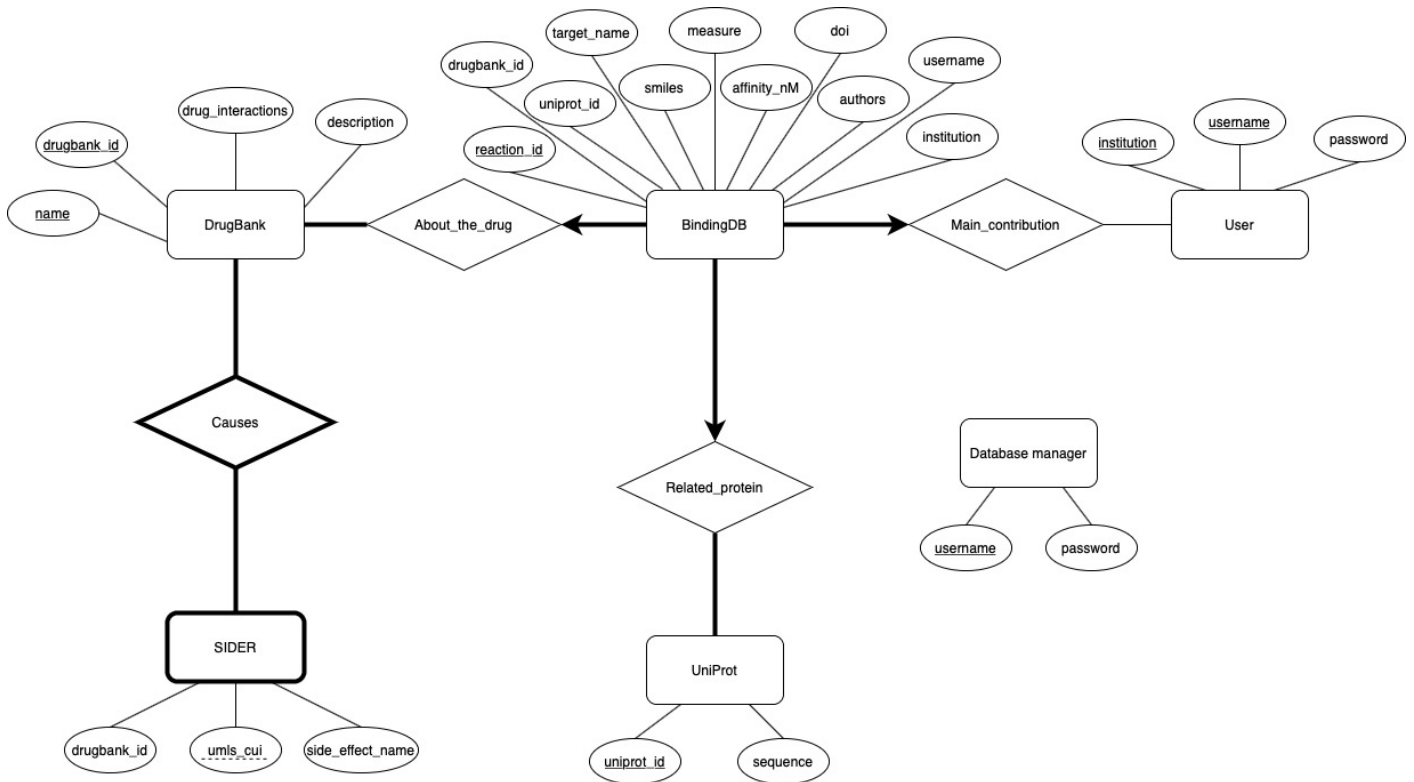 target_name
measure
doi
drugbank_id
username
drug_interactions
uniprot_id
smiles
affinity_nM
authors
description
username
drugbank_id
institution
password
reaction_id
institution
name
DrugBank
About_the_drug
BindingDB
Main_contribution
User
Causes
Database manager
Related_protein
username
password
SIDER
UniProt
drugbank_id
umls_cui
side_effect_name
uniprot_id
sequence